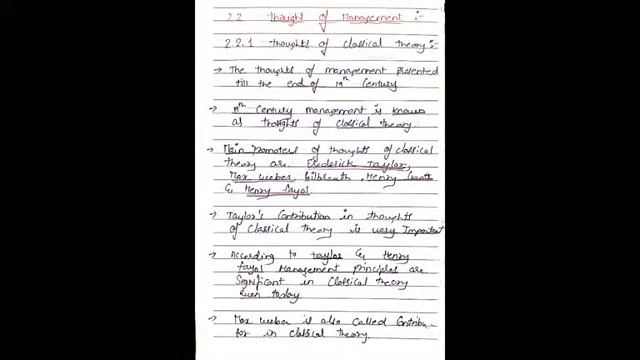 2.2 Thought of Management :-
2.2.1 Thoughts of Classical theory :-
→ The thoughts of management presented
till the end of 19th Century
→ 19th Century management is known
as thoughts of Classical theory.
→ Main promoters of thoughts of classical
theory are Frederick Taylor,
Max weber, Gilbreath, Henry Gantt
& Henry fayol.
→ Taylor's Contribution in thoughts
of Classical theory is very Important
→ According to taylor & Henry
fayol Management principles are
Significant in Classical Theory
even today.
→ Max weber is also Called Contribu-
tor in classical Theory.